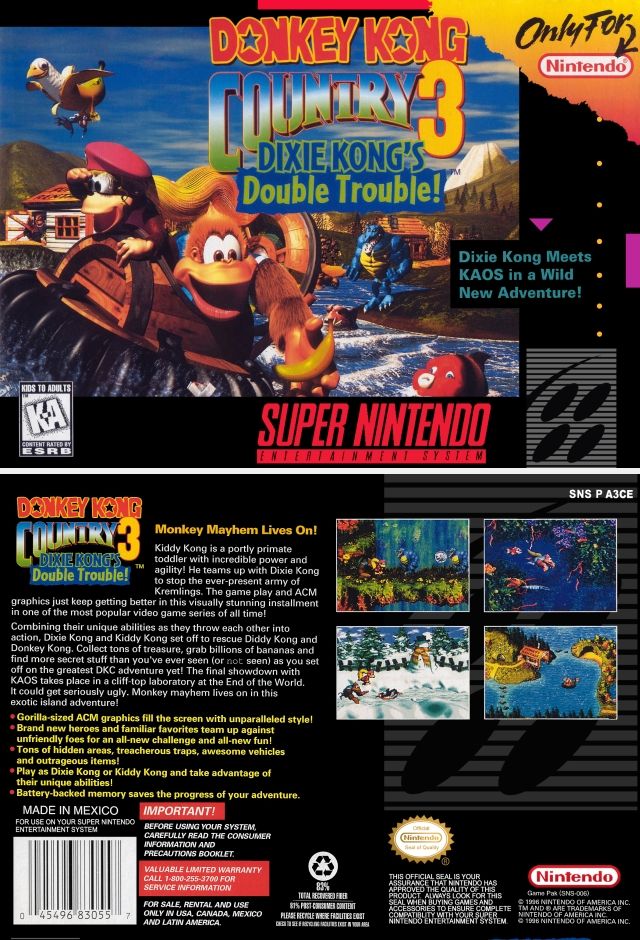 DONKEY KONG
COUNTRY 3
DIXIE KONG'S
Double Trouble!
TM
Only For
Nintendo®
Dixie Kong Meets
KAOS in a Wild
New Adventure!
KIDS TO ADULTS
K-A
CONTENT RATED BY
ESRB
SUPER NINTENDO
ENTERTAINMENT SYSTEM
SNS P A3CE
DONKEY KONG
COUNTRY 3
DIXIE KONG'S
Double Trouble!
TM
Monkey Mayhem Lives On!
Kiddy Kong is a portly primate
toddler with incredible power and
agility! He teams up with Dixie Kong
to stop the ever-present army of
Kremlings. The game play and ACM
graphics just keep getting better in this visually stunning installment
in one of the most popular video game series of all time!
Combining their unique abilities as they throw each other into
action, Dixie Kong and Kiddy Kong set off to rescue Diddy Kong and
Donkey Kong. Collect tons of treasure, grab billions of bananas and
find more secret stuff than you've ever seen (or not seen) as you set
off on the greatest DKC adventure yet! The final showdown with
KAOS takes place in a cliff-top laboratory at the End of the World.
It could get seriously ugly. Monkey mayhem lives on in this
exotic island adventure!
• Gorilla-sized ACM graphics fill the screen with unparalleled style!
• Brand new heroes and familiar favorites team up against
unfriendly foes for an all-new challenge and all-new fun!
• Tons of hidden areas, treacherous traps, awesome vehicles
and outrageous items!
• Play as Dixie Kong or Kiddy Kong and take advantage of
their unique abilities!
• Battery-backed memory saves the progress of your adventure.
MADE IN MEXICO
FOR USE ON YOUR SUPER NINTENDO
ENTERTAINMENT SYSTEM
0 45496 83055 7
IMPORTANT!
BEFORE USING YOUR SYSTEM,
CAREFULLY READ THE CONSUMER
INFORMATION AND
PRECAUTIONS BOOKLET.
VALUABLE LIMITED WARRANTY
CALL 1-800-255-3700 FOR
SERVICE INFORMATION
FOR SALE, RENTAL AND USE
ONLY IN USA, CANADA, MEXICO
AND LATIN AMERICA.
83%
TOTAL RECOVERED FIBER
81% POST-CONSUMER CONTENT
PLEASE RECYCLE WHERE FACILITIES EXIST
CHECK TO SEE IF RECYCLING FACILITIES EXIST IN YOUR AREA
Official
Nintendo
Seal of Quality
®
THIS OFFICIAL SEAL IS YOUR
ASSURANCE THAT NINTENDO HAS
APPROVED THE QUALITY OF THIS
PRODUCT. ALWAYS LOOK FOR THIS
SEAL WHEN BUYING GAMES AND
ACCESSORIES TO ENSURE COMPLETE
COMPATIBILITY WITH YOUR SUPER
NINTENDO ENTERTAINMENT SYSTEM.
Nintendo®
Game Pak (SNS-006)
© 1996 NINTENDO OF AMERICA INC.
TM AND ® ARE TRADEMARKS OF
NINTENDO OF AMERICA INC.
© 1996 NINTENDO OF AMERICA INC.